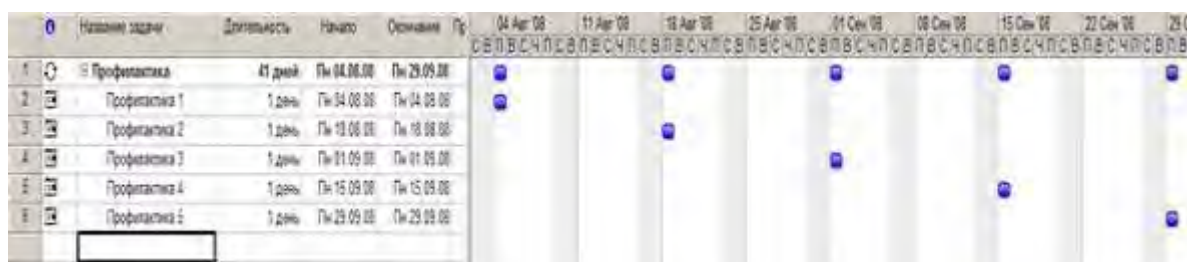 Название задачи Длительность Начало Окончание Пр 04 Авг '08 11 Авг '08 18 Авг '08 25 Авг '08 01 Сен '08 08 Сен '08 15 Сен '08 22 Сен '08
С В П В С Ч П С В П В С Ч П С В П В С Ч П С В П В С Ч П С В П В С Ч П С В П В С Ч П С В П В С Ч П С В П В С Ч П С В П В
1 Профилактика 41 дней Пн 04.08.08 Пн 29.09.08
2 Профилактика 1 1 день Пн 04.08.08 Пн 04.08.08
3 Профилактика 2 1 день Пн 18.08.08 Пн 18.08.08
4 Профилактика 3 1 день Пн 01.09.08 Пн 01.09.08
5 Профилактика 4 1 день Пн 15.09.08 Пн 15.09.08
6 Профилактика 5 1 день Пн 29.09.08 Пн 29.09.08